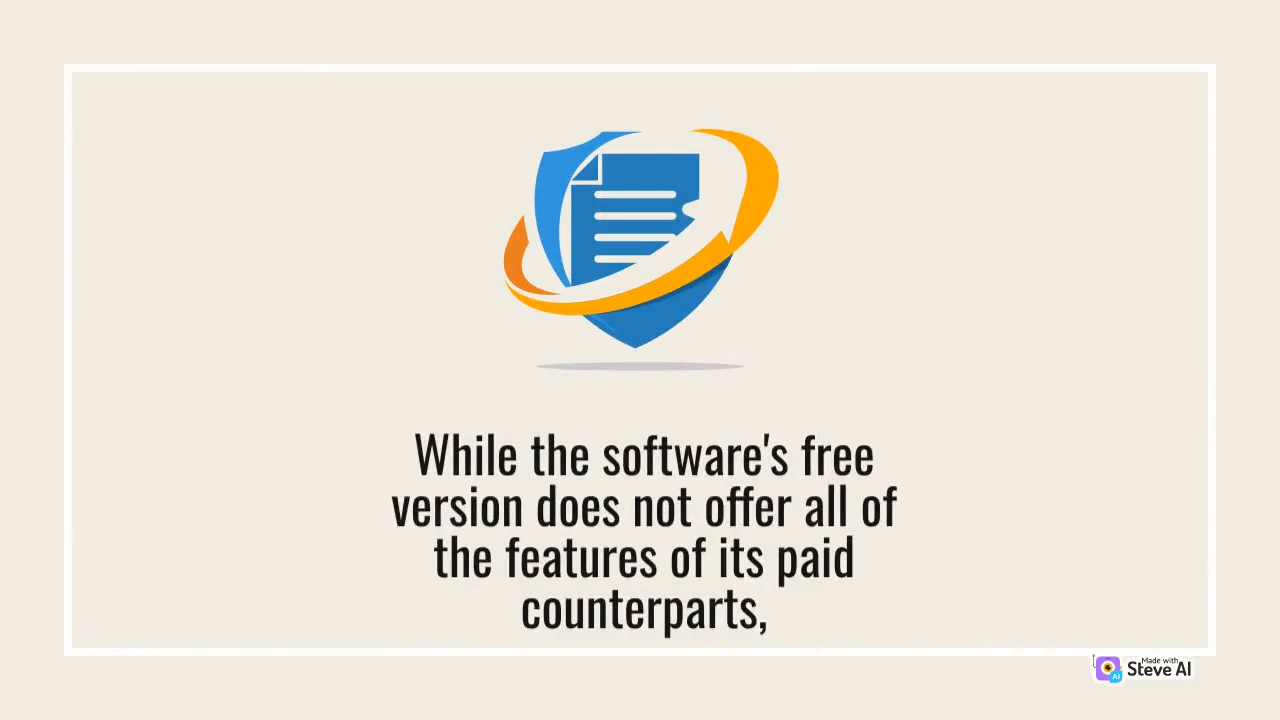 While the software's free
version does not offer all of
the features of its paid
counterparts,
Made with
Steve AI
AI